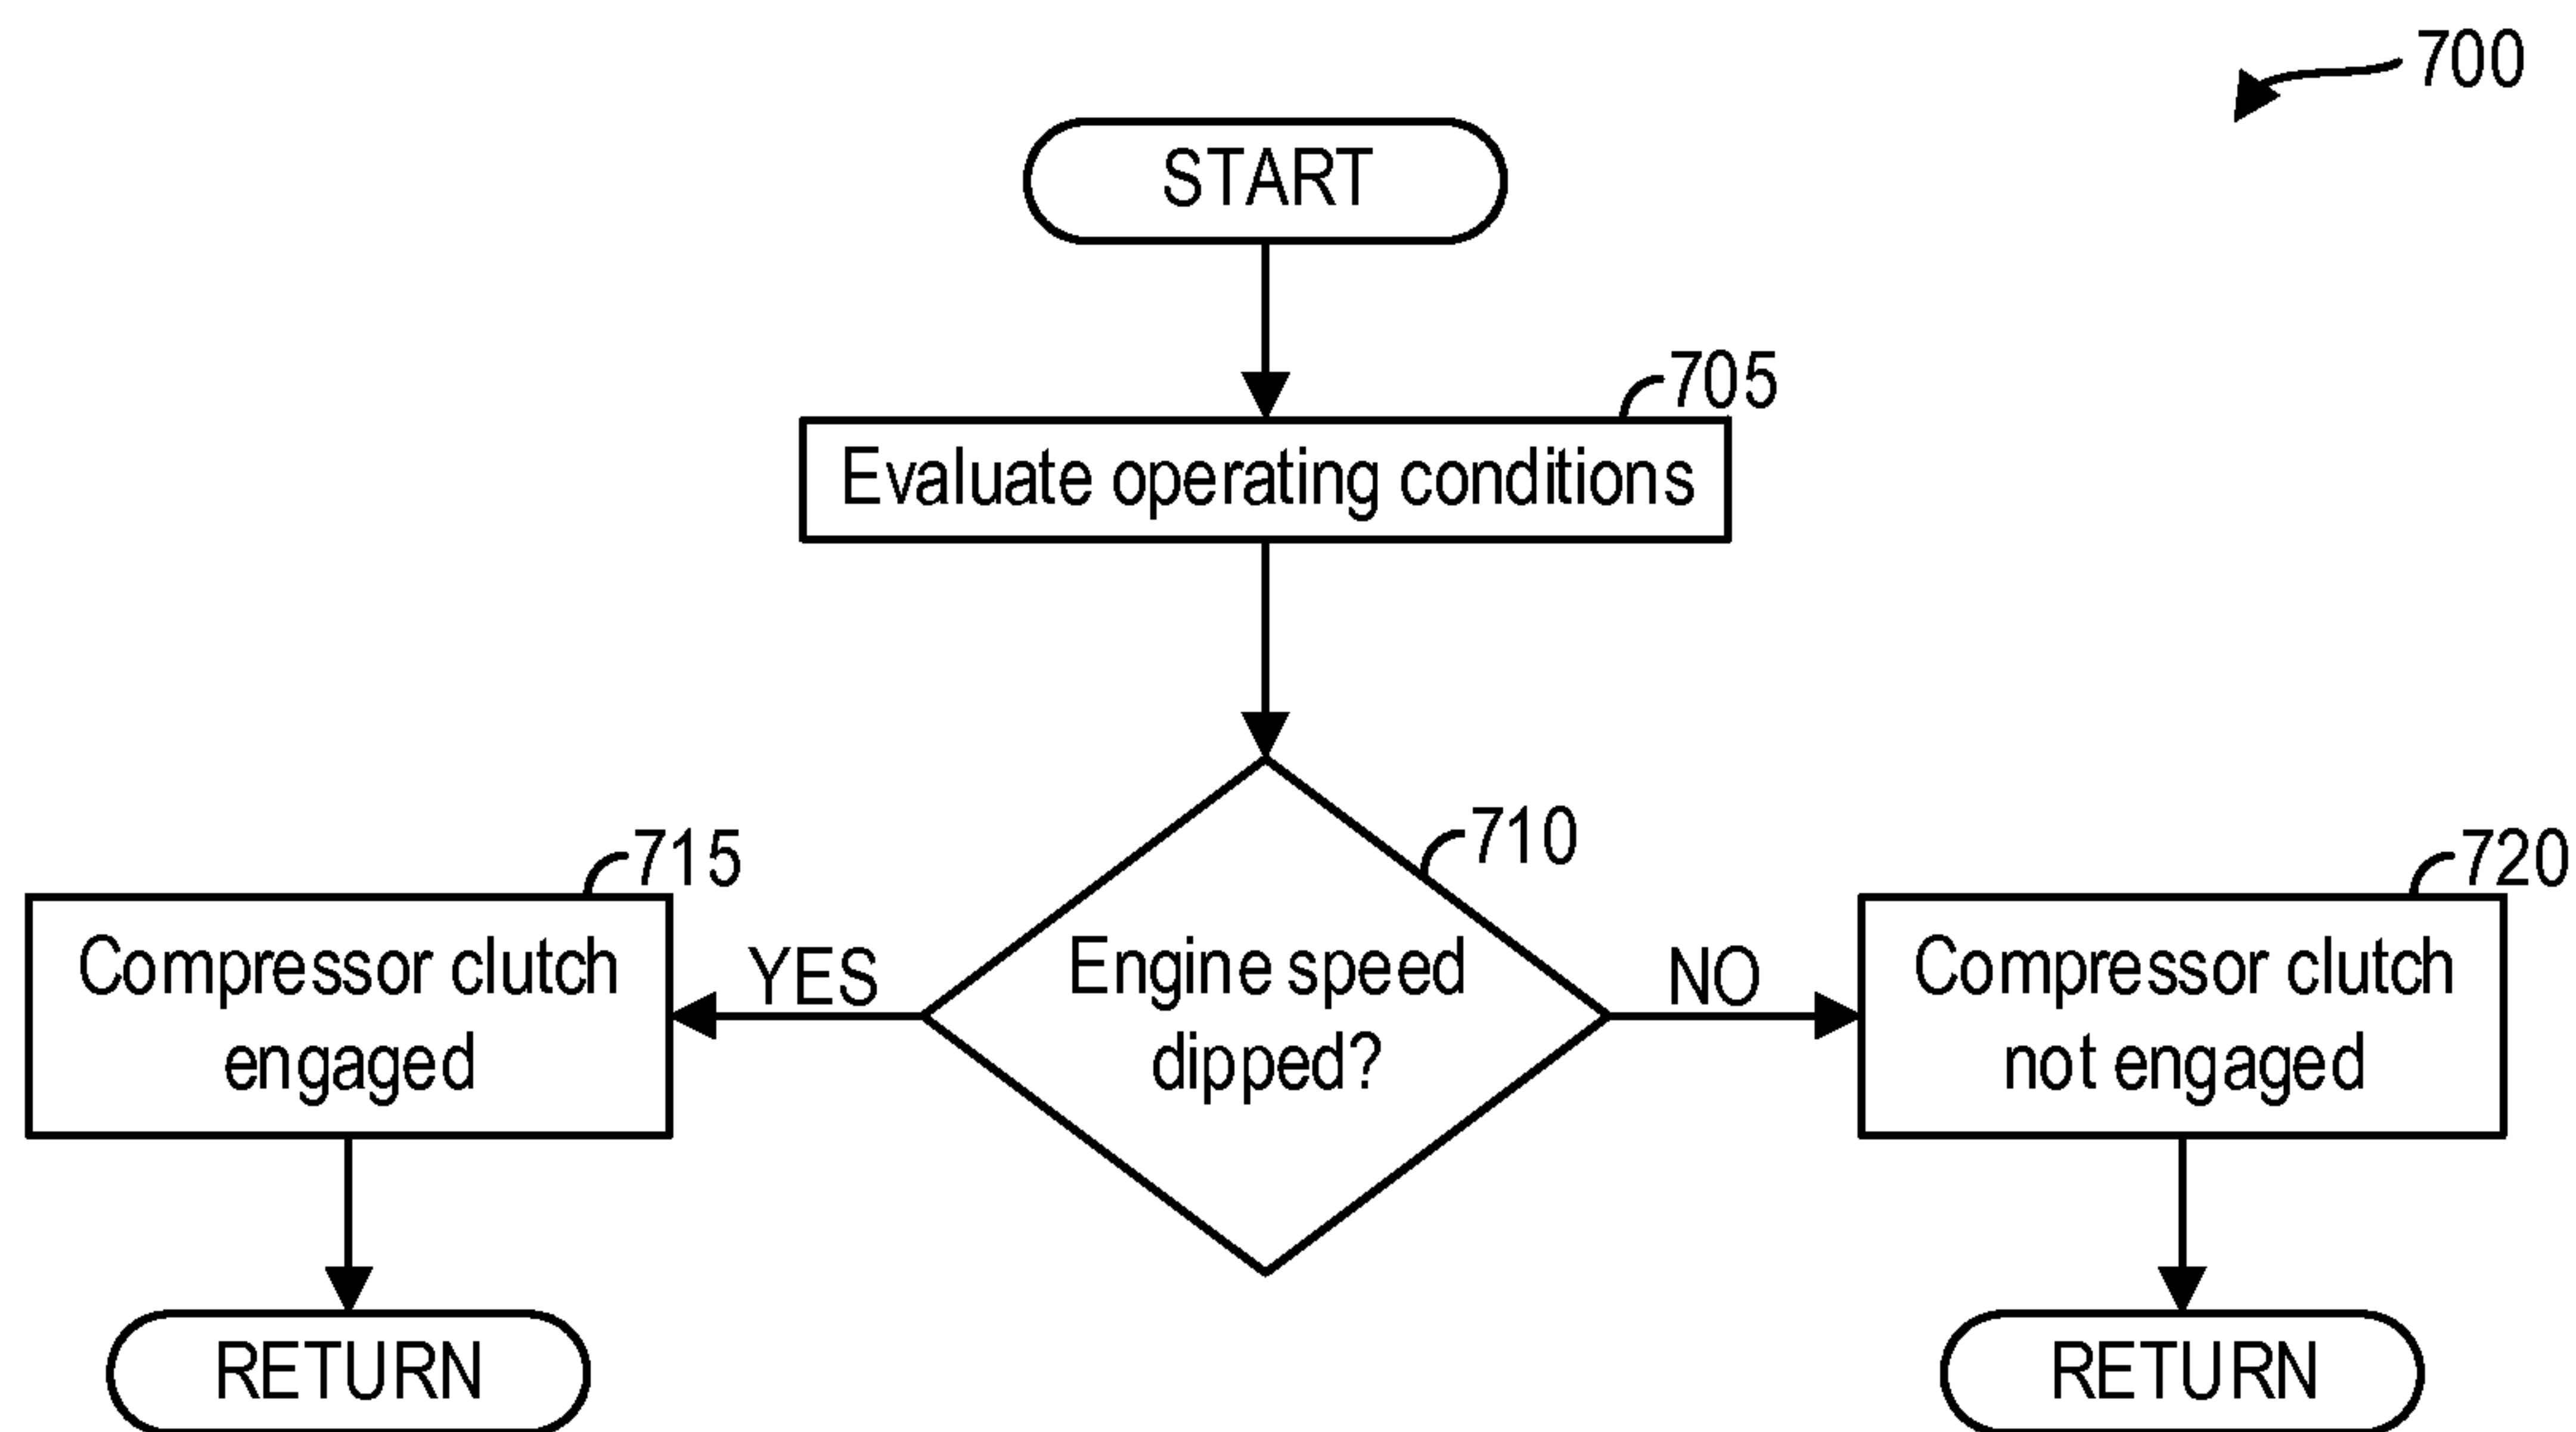 700
START
705
Evaluate operating conditions
710
Engine speed
dipped?
YES
NO
715
Compressor clutch
engaged
720
Compressor clutch
not engaged
RETURN
RETURN